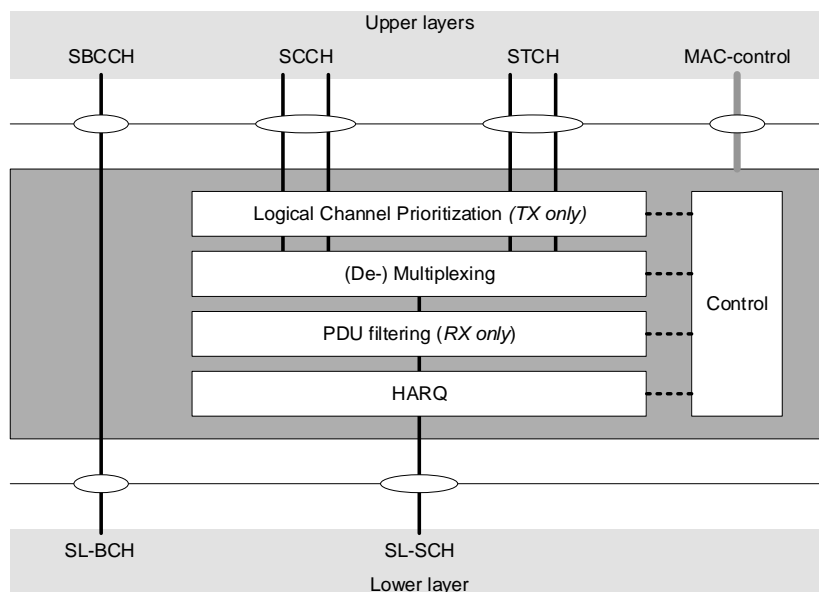 Upper layers
SBCCH SCCH STCH MAC-control
Logical Channel Prioritization (TX only)
(De-) Multiplexing
Control
PDU filtering (RX only)
HARQ
SL-BCH SL-SCH
Lower layer